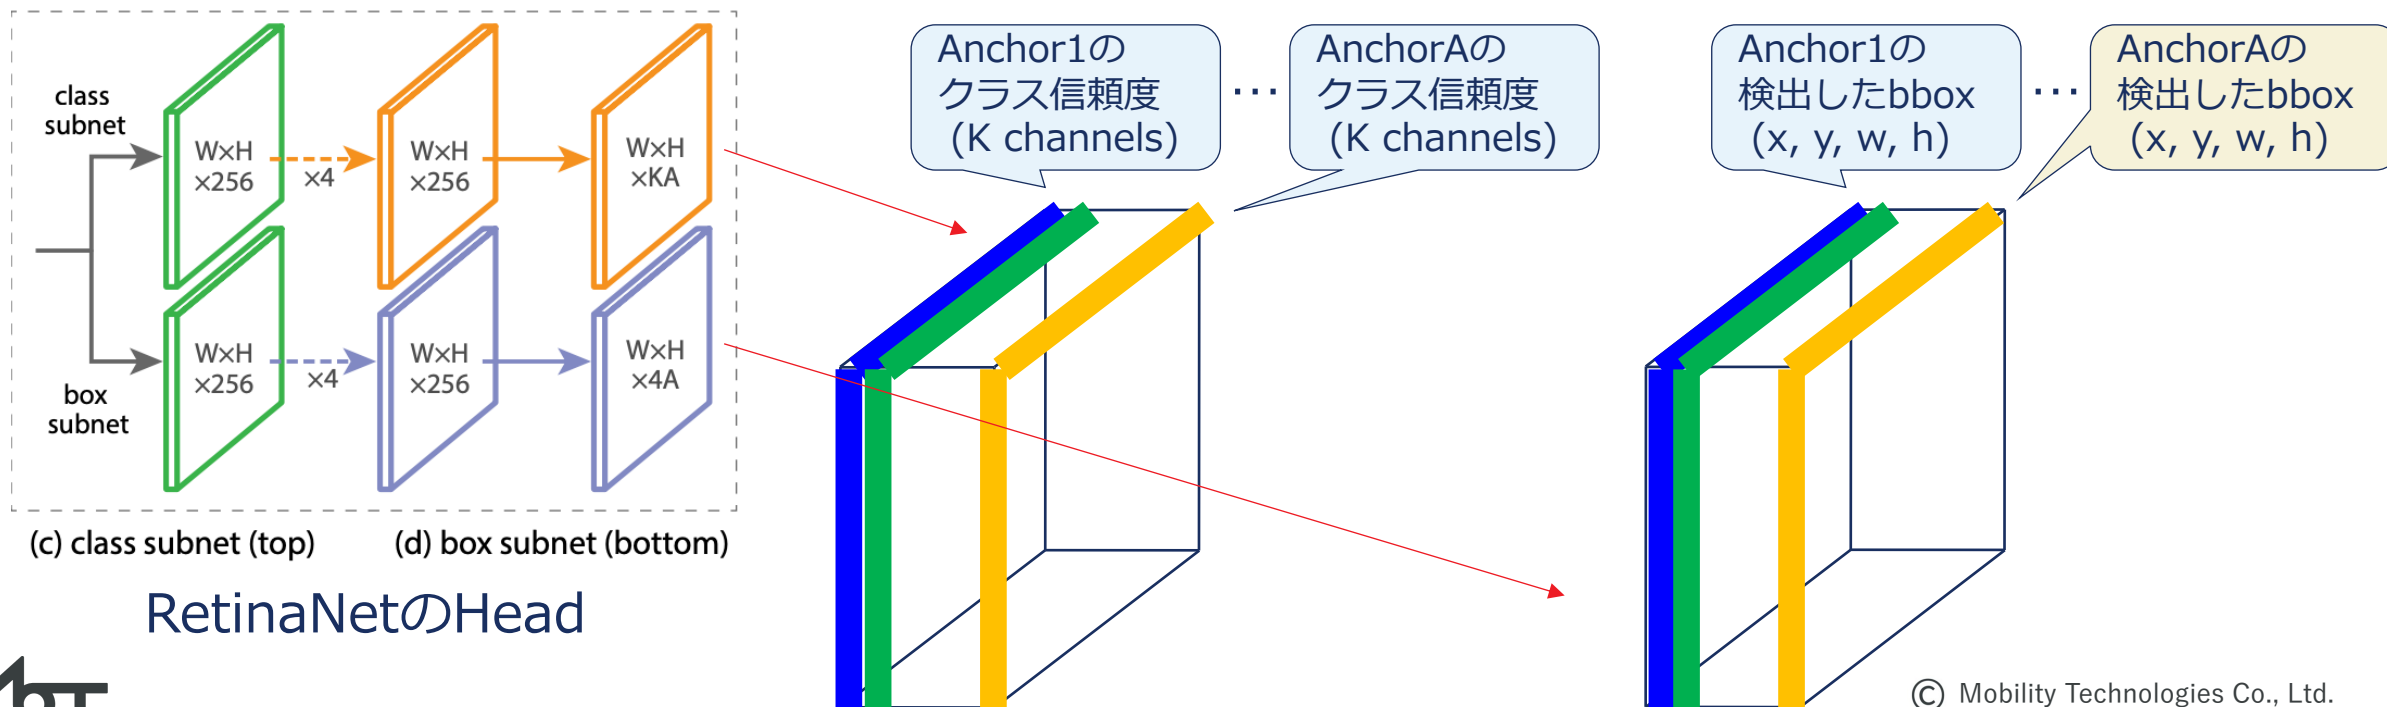 class
subnet
W×H
×256
×4
W×H
×256
W×H
×KA
box
subnet
W×H
×256
×4
W×H
×256
W×H
×4A
(c) class subnet (top)
(d) box subnet (bottom)
RetinaNetのHead
Anchor1の
クラス信頼度
(K channels)
…
AnchorAの
クラス信頼度
(K channels)
Anchor1の
検出したbbox
(x, y, w, h)
…
AnchorAの
検出したbbox
(x, y, w, h)
© Mobility Technologies Co., Ltd.